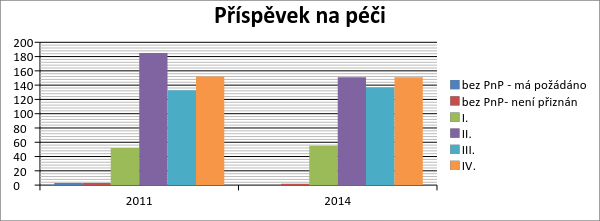 Příspěvek na péči
200
180
160
140
120
100
80
60
40
20
0
2011
2014
bez PnP - má požádáno
bez PnP- není přiznán
I.
II.
III.
IV.